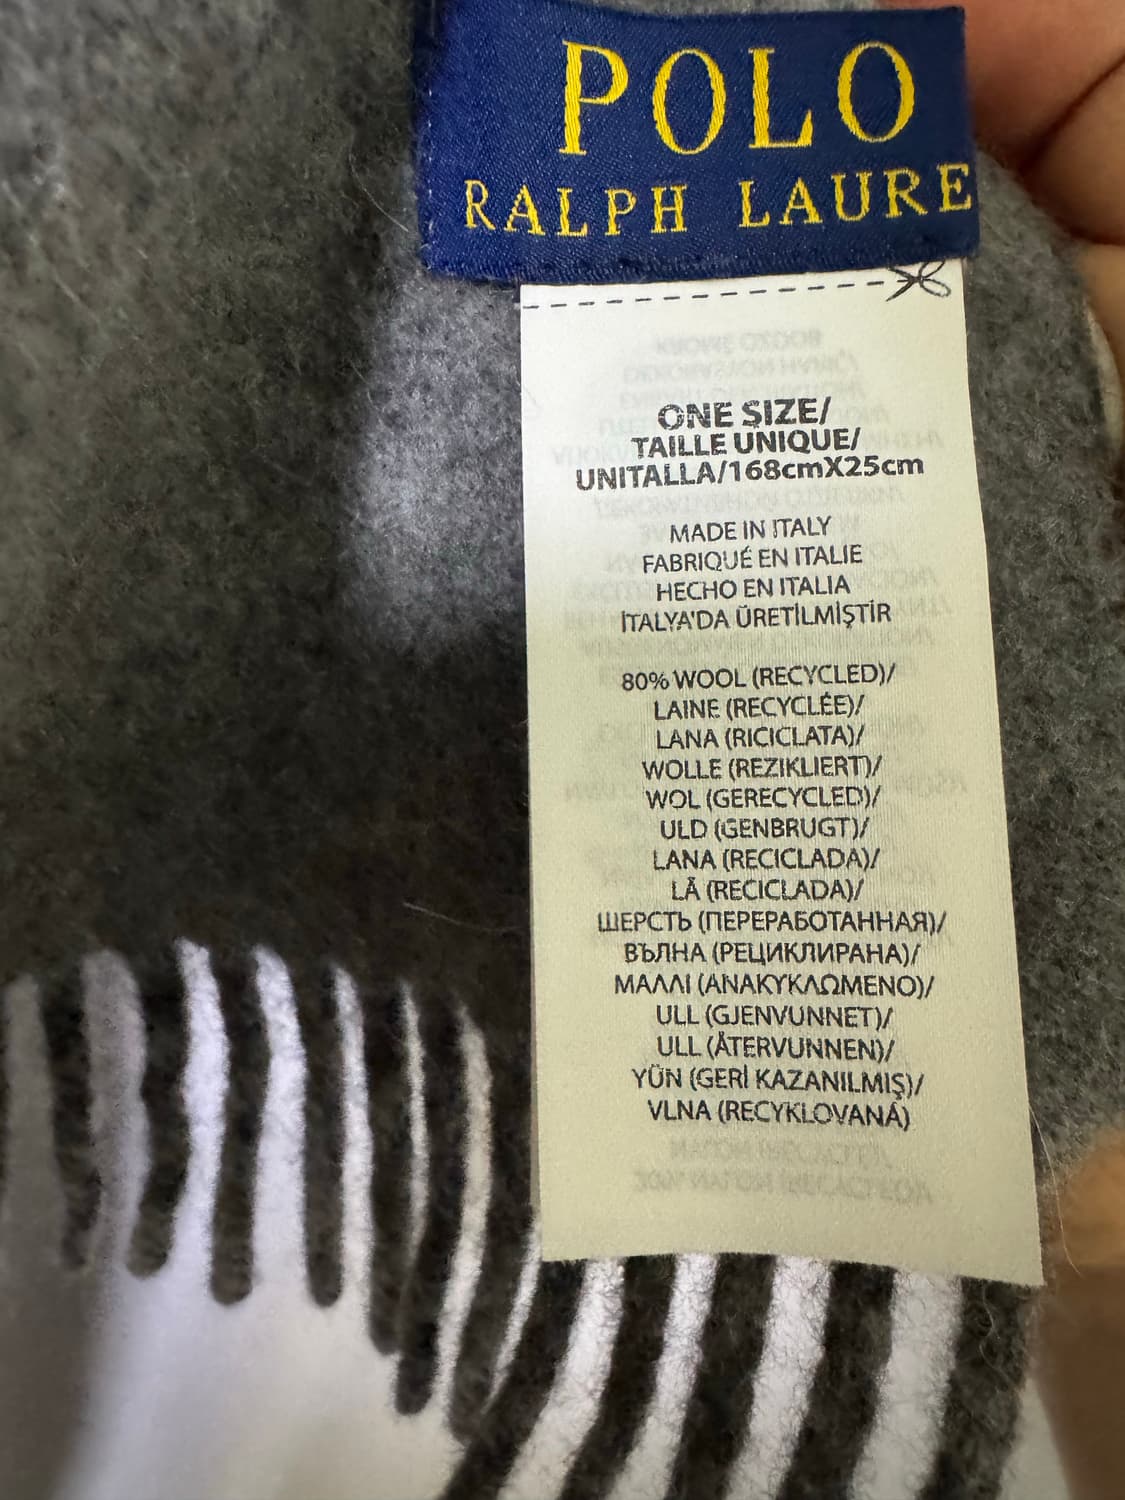 POLO
RALPH LAURE
ONE SIZE/
TAILLE UNIQUE/
UNITALLA/168cmX25cm
MADE IN ITALY
FABRIQUÉ EN ITALIE
HECHO EN ITALIA
İTALYA'DA ÜRETİLMİŞTİR
80% WOOL (RECYCLED)/
LAINE (RECYCLÉE)/
LANA (RICICLATA)/
WOLLE (REZIKLIERT)/
WOL (GERECYCLED)/
ULD (GENBRUGT)/
LANA (RECICLADA)/
LÃ (RECICLADA)/
ШЕРСТЬ (ПЕРЕРАБОТАННАЯ)/
ВЪЛНА (РЕЦИКЛИРАНА)/
ΜΑΛΛΙ (ΑΝΑΚΥΚΛΩΜΕΝΟ)/
ULL (GJENVUNNET)/
ULL (ÅTERVUNNEN)/
YÜN (GERİ KAZANILMIŞ)/
VLNA (RECYKLOVANÁ)